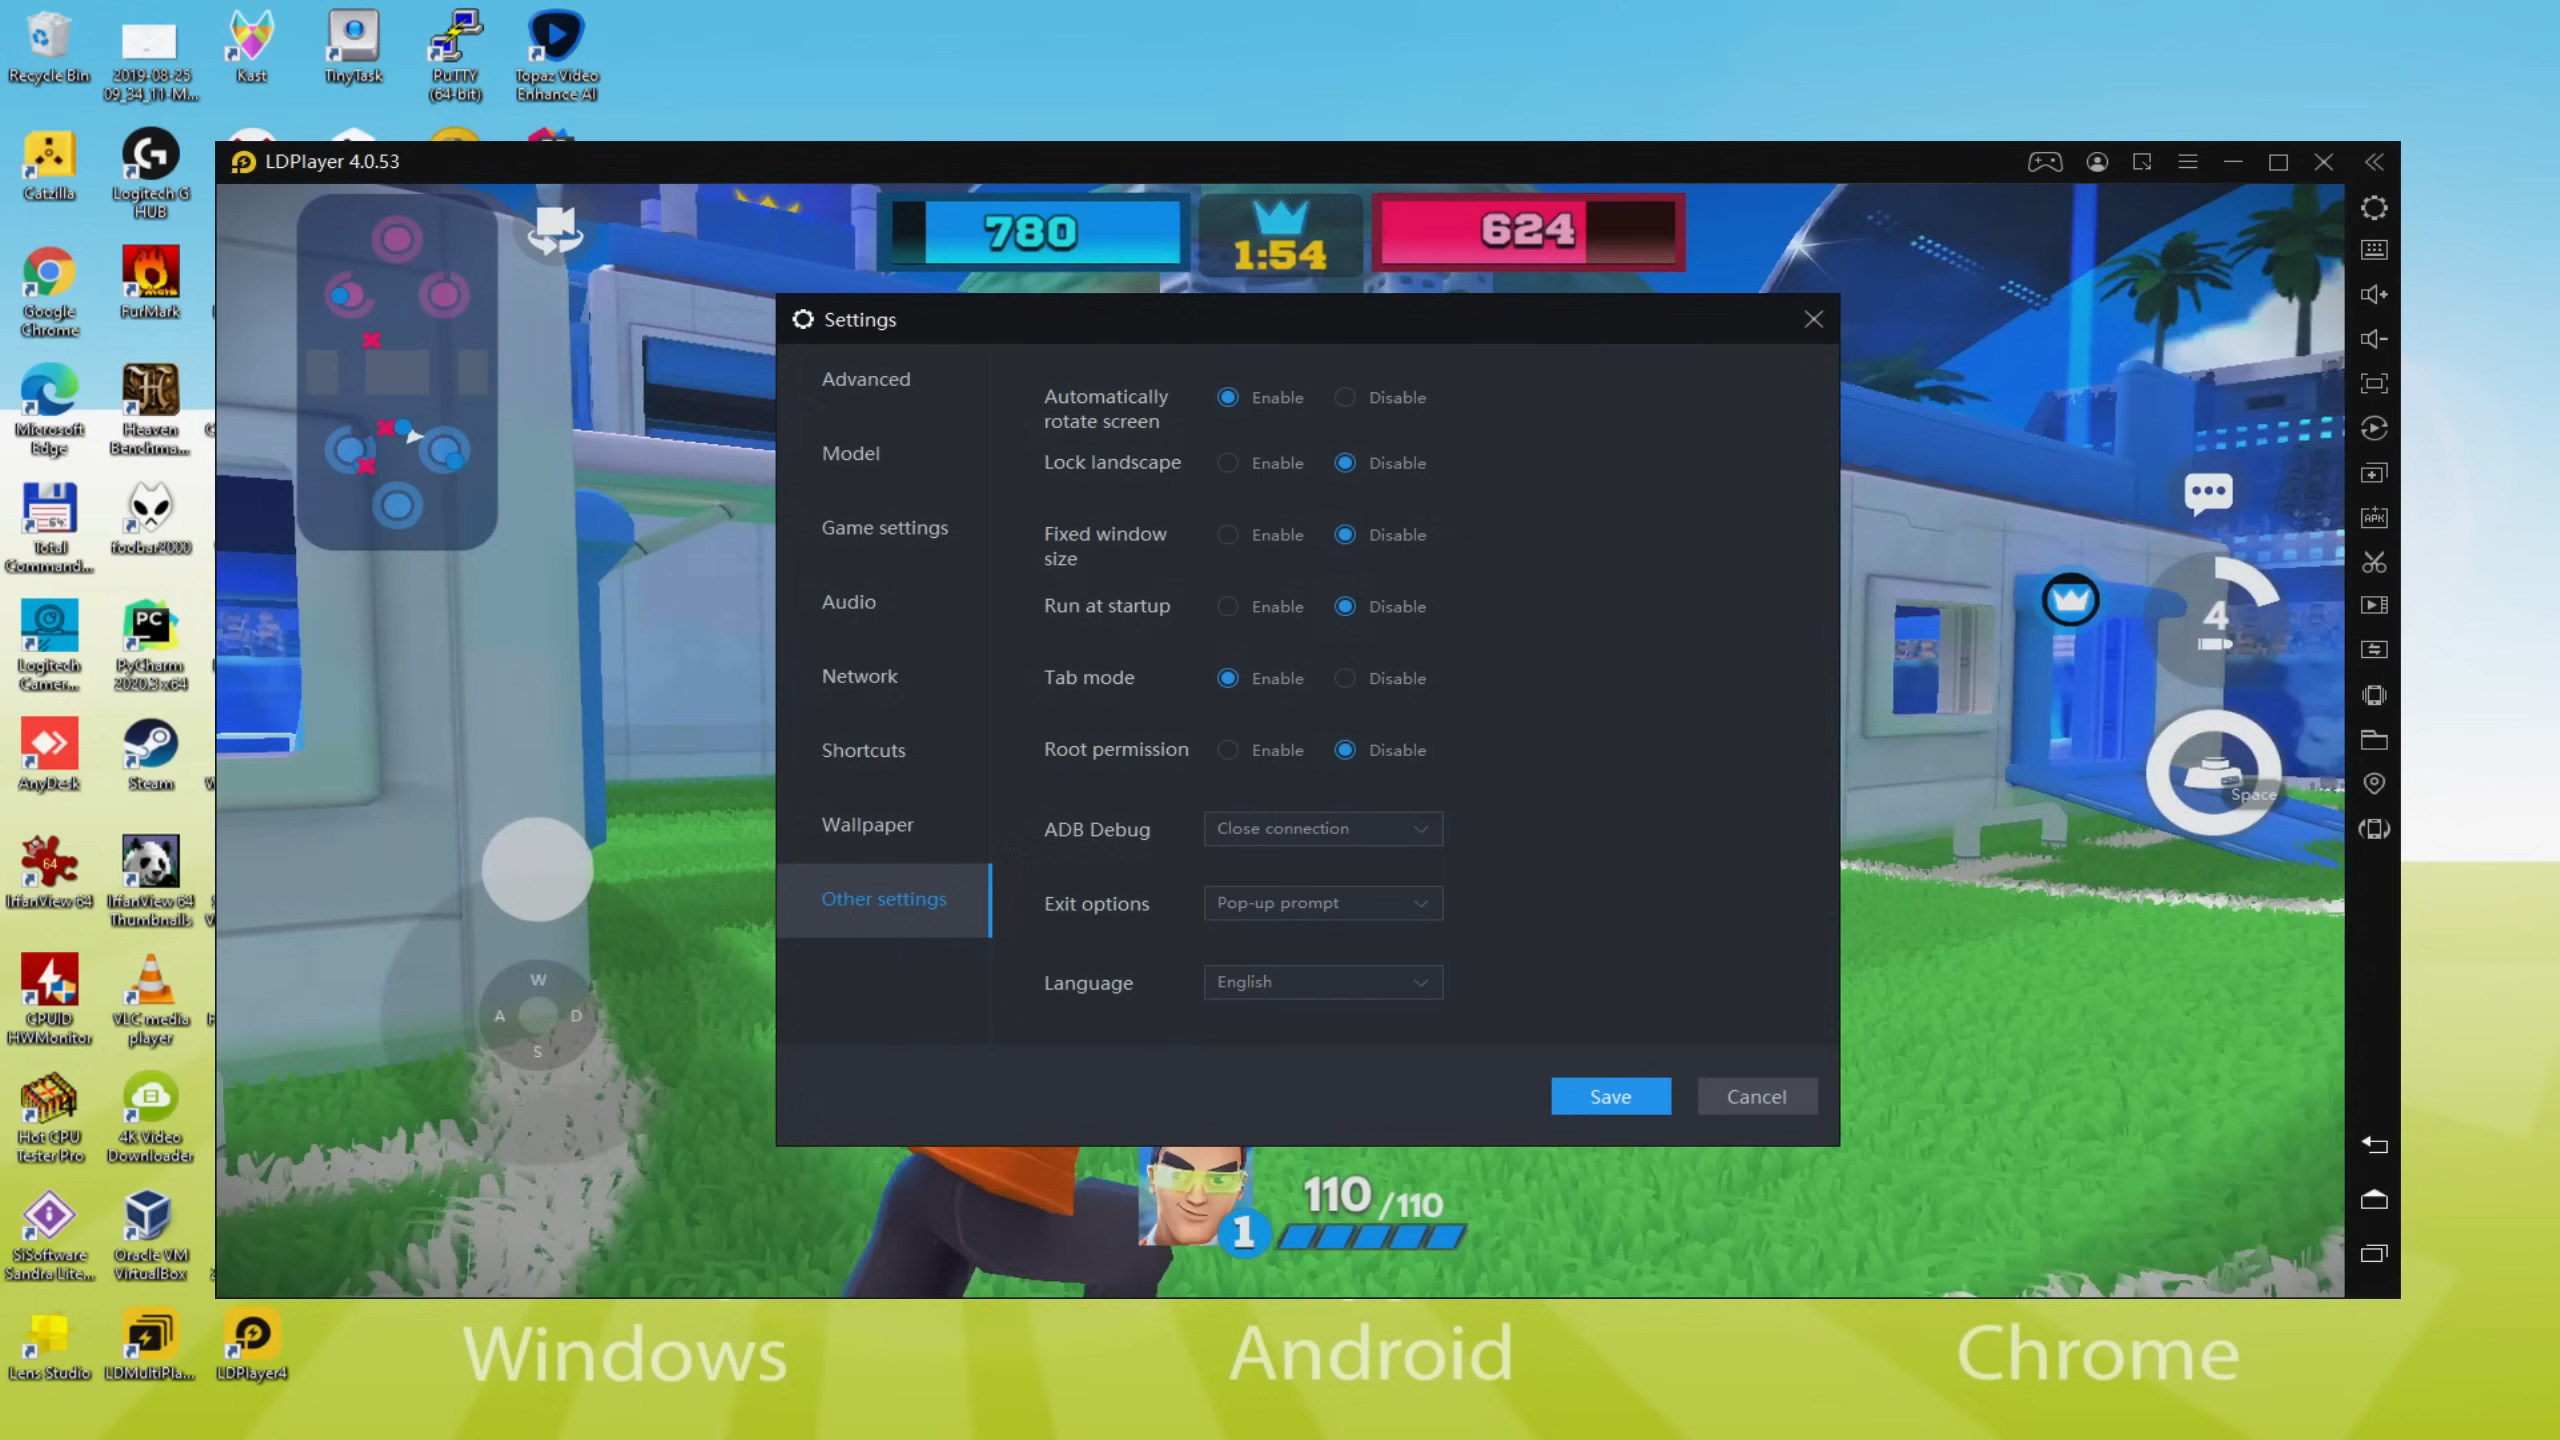 Recycle Bin
2019-08-25
09_34_11-IM...
Kast
TinyTask
PuTTY
(64-bit)
Topaz Video
Enhance AI
Catzilla
Logitech G
HUB
Google
Chrome
FurMark
Microsoft
Edge
Heaven
Benchma...
Total
Command...
foobar2000
Logitech
Camer...
PC
PyCharm
2020.3 x64
AnyDesk
Steam
64
IrfanView 64
IrfanView 64
Thumbnails
CPUID
HWMonitor
VLC media
player
Hot CPU
Tester Pro
4K Video
Downloader
SiSoftware
Sandra Lite...
Oracle VM
VirtualBox
Lens Studio
LDMultiPla...
LDPlayer4
LDPlayer 4.0.53
780
1:54
624
Settings
Advanced
Model
Game settings
Audio
Network
Shortcuts
Wallpaper
Other settings
Automatically
rotate screen
Enable
Disable
Lock landscape
Enable
Disable
Fixed window
size
Enable
Disable
Run at startup
Enable
Disable
Tab mode
Enable
Disable
Root permission
Enable
Disable
ADB Debug
Close connection
Exit options
Pop-up prompt
Language
English
Save
Cancel
4
Space
APK
W
A
D
S
110/110
1
Windows
Android
Chrome